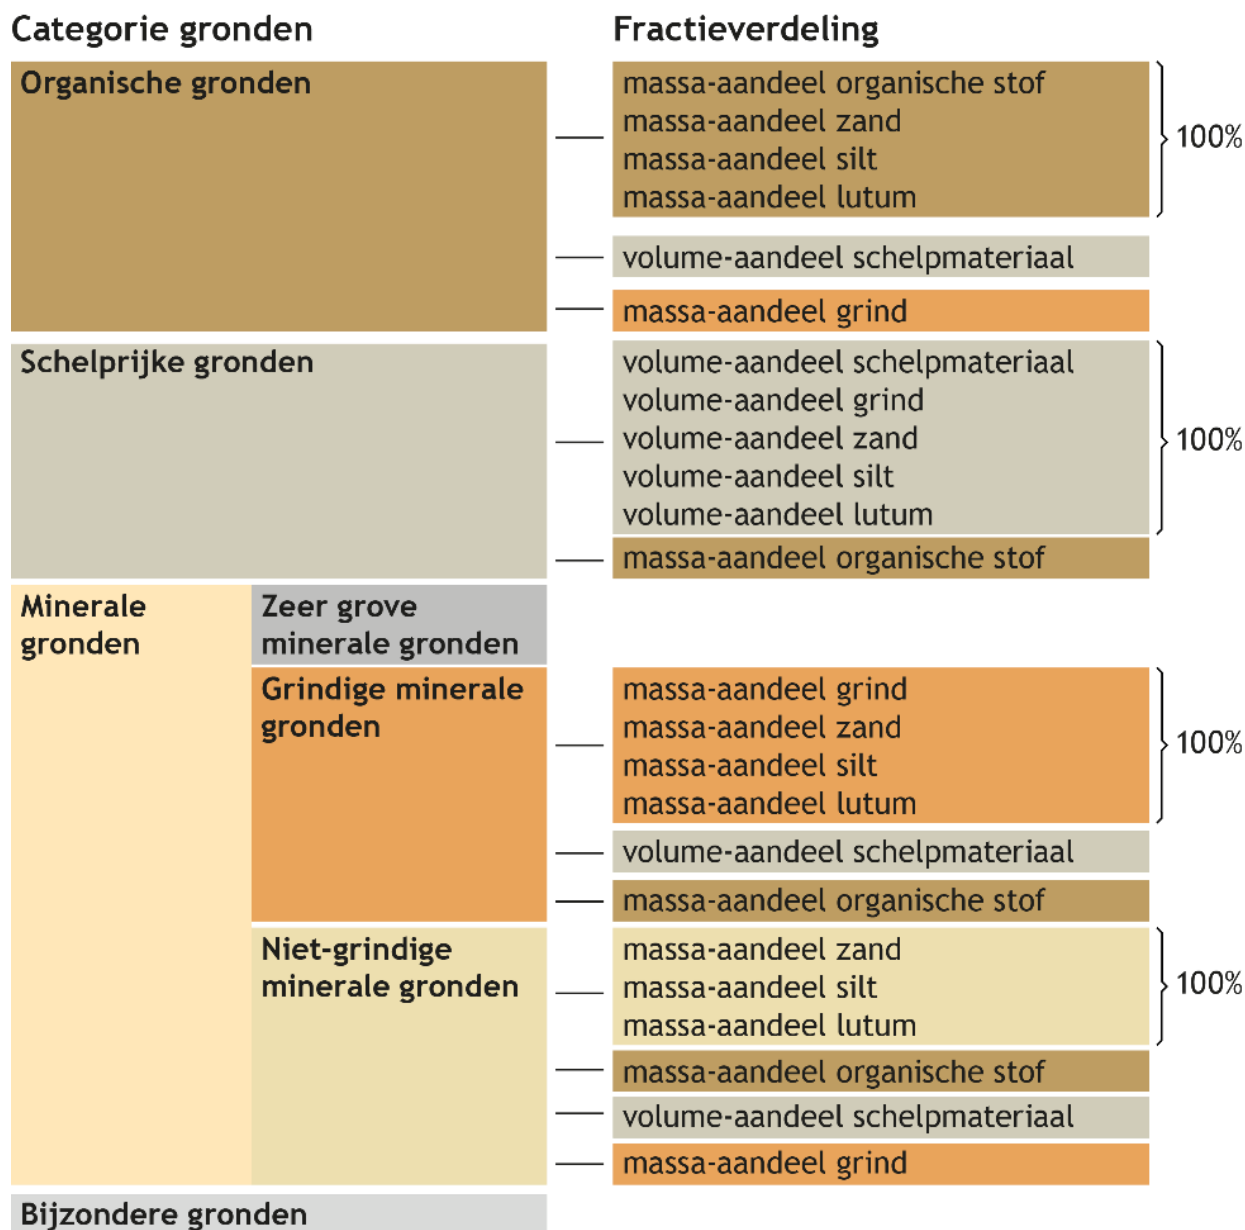 Categorie gronden
Fractieverdeling
Organische gronden
massa-aandeel organische stof
massa-aandeel zand
massa-aandeel silt
massa-aandeel lutum
100%
volume-aandeel schelpmateriaal
massa-aandeel grind
Schelprijke gronden
volume-aandeel schelpmateriaal
volume-aandeel grind
volume-aandeel zand
volume-aandeel silt
volume-aandeel lutum
100%
massa-aandeel organische stof
Minerale
gronden
Zeer grove
minerale gronden
Grindige minerale
gronden
massa-aandeel grind
massa-aandeel zand
massa-aandeel silt
massa-aandeel lutum
100%
volume-aandeel schelpmateriaal
massa-aandeel organische stof
Niet-grindige
minerale gronden
massa-aandeel zand
massa-aandeel silt
massa-aandeel lutum
100%
massa-aandeel organische stof
volume-aandeel schelpmateriaal
massa-aandeel grind
Bijzondere gronden